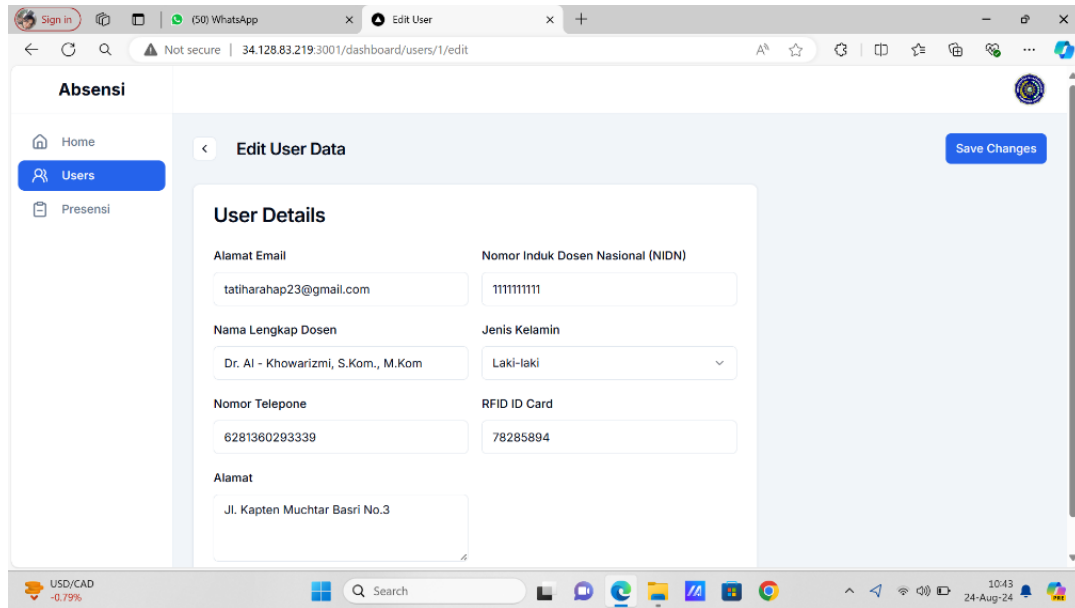 Sign in
(50) WhatsApp
Edit User
Not secure
34.128.83.219:3001/dashboard/users/1/edit
Absensi
Home
Users
Presensi
Edit User Data
Save Changes
User Details
Alamat Email
Nomor Induk Dosen Nasional (NIDN)
tatiharahap23@gmail.com
1111111111
Nama Lengkap Dosen
Jenis Kelamin
Dr. Al - Khowarizmi, S.Kom., M.Kom
Laki-laki
Nomor Telepone
RFID ID Card
6281360293339
78285894
Alamat
Jl. Kapten Muchtar Basri No.3
USD/CAD
-0.79%
Search
10:43
24-Aug-24
PRE